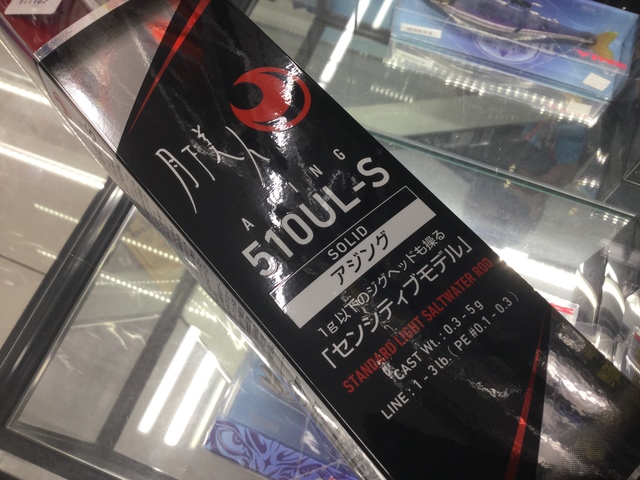 月下美人
AJING
510UL-S
SOLID
アジング
1g以下のジグヘッドも操る
「センシティブモデル」
STANDARD LIGHT SALTWATER ROD
CAST Wt.:0.3-5g
LINE:1-3lb.(PE#0.1-0.3)